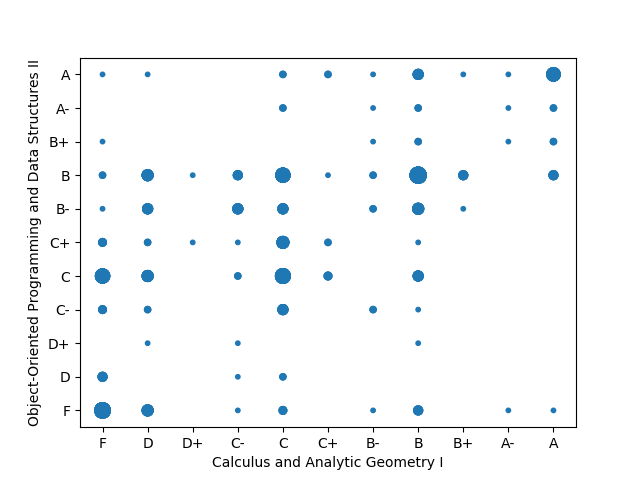 Object-Oriented Programming and Data Structures II
A
A-
B+
B
B-
C+
C
C-
D+
D
F
F D D+ C- C C+ B- B B+ A- A
Calculus and Analytic Geometry I